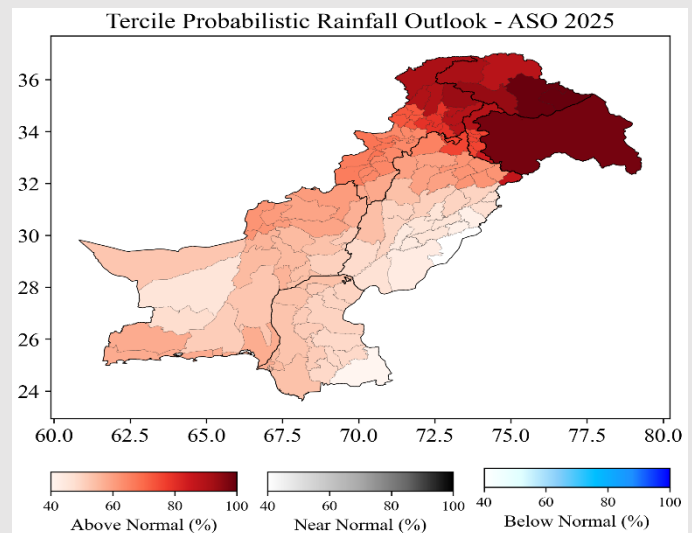 Tercile Probabilistic Rainfall Outlook - ASO 2025
36
34
32
30
28
26
24
60.0 62.5 65.0 67.5 70.0 72.5 75.0 77.5 80.0
40 60 80 100 40 60 80 100 40 60 80 100
Above Normal (%) Near Normal (%) Below Normal (%)